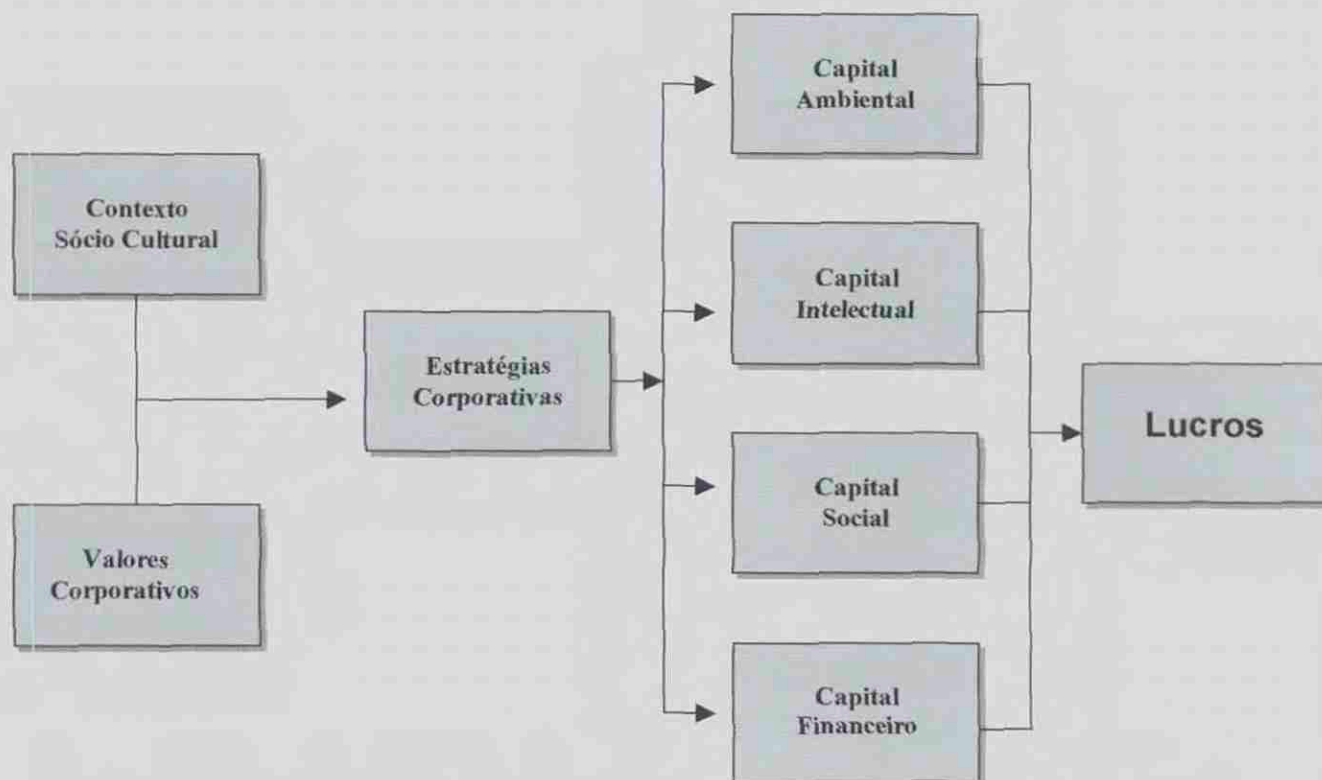 Contexto
Sócio Cultural
Valores
Corporativos
Estratégias
Corporativas
Capital
Ambiental
Capital
Intelectual
Capital
Social
Capital
Financeiro
Lucros